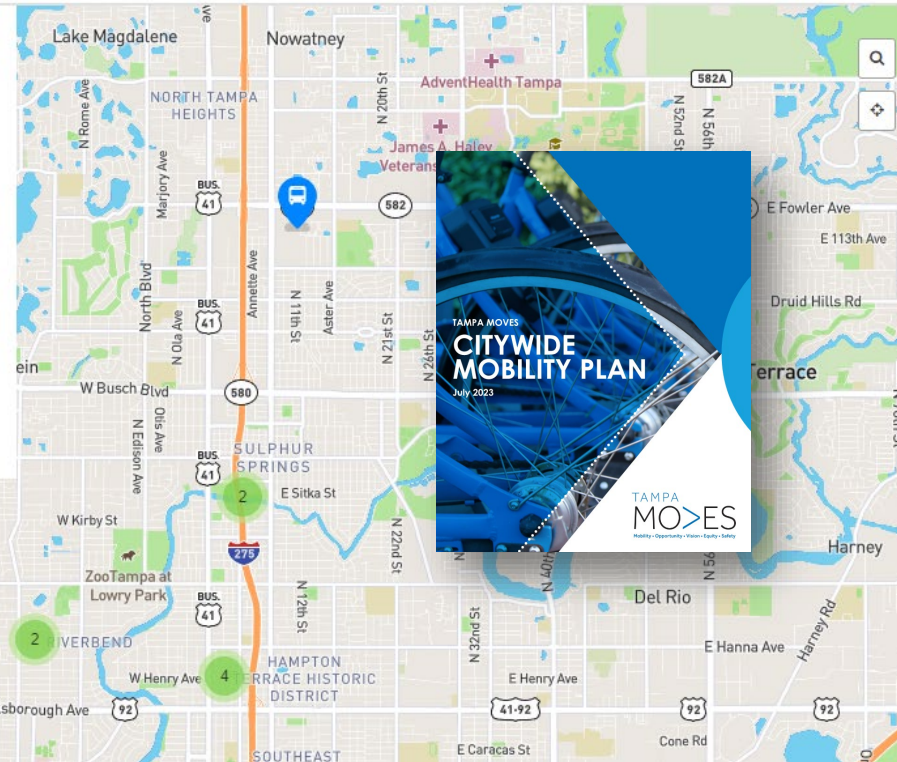 Lake Magdalene
Nowatney
Ave
582A
AdventHealth Tampa
N Rome Ave
NORTH TAMPA
HEIGHTS
N 20th St
N 52nd St
N 56th
James A. Haley
Veterans
Marjory Ave
BUS.
41
582
E Fowler Ave
E 113th Ave
North Blvd
Annette Ave
N 11th St
Aster Ave
BUS.
41
N Ola Ave
N 21st St
N 26th St
Druid Hills Rd
TAMPA MOVES
CITYWIDE
MOBILITY PLAN
July 2023
ein
Terrace
W Busch Blvd
580
Otis Ave
N Edison Ave
SULPHUR
SPRINGS
BUS.
41
2
E Sitka St
TAMPA
MO>ES
Mobility • Opportunity • Vision • Equity • Safety
W Kirby St
N 22nd St
275
Harney
N 40th
N 56
ZooTampa at
Lowry Park
BUS.
41
N 12th St
Del Rio
2
RIVERBEND
N 32nd St
E Hanna Ave
Harney Rd
HAMPTON
TERRACE HISTORIC
DISTRICT
W Henry Ave
4
E Henry Ave
lsborough Ave
92
41-92
92
92
Cone Rd
E Caracas St
SOUTHEAST